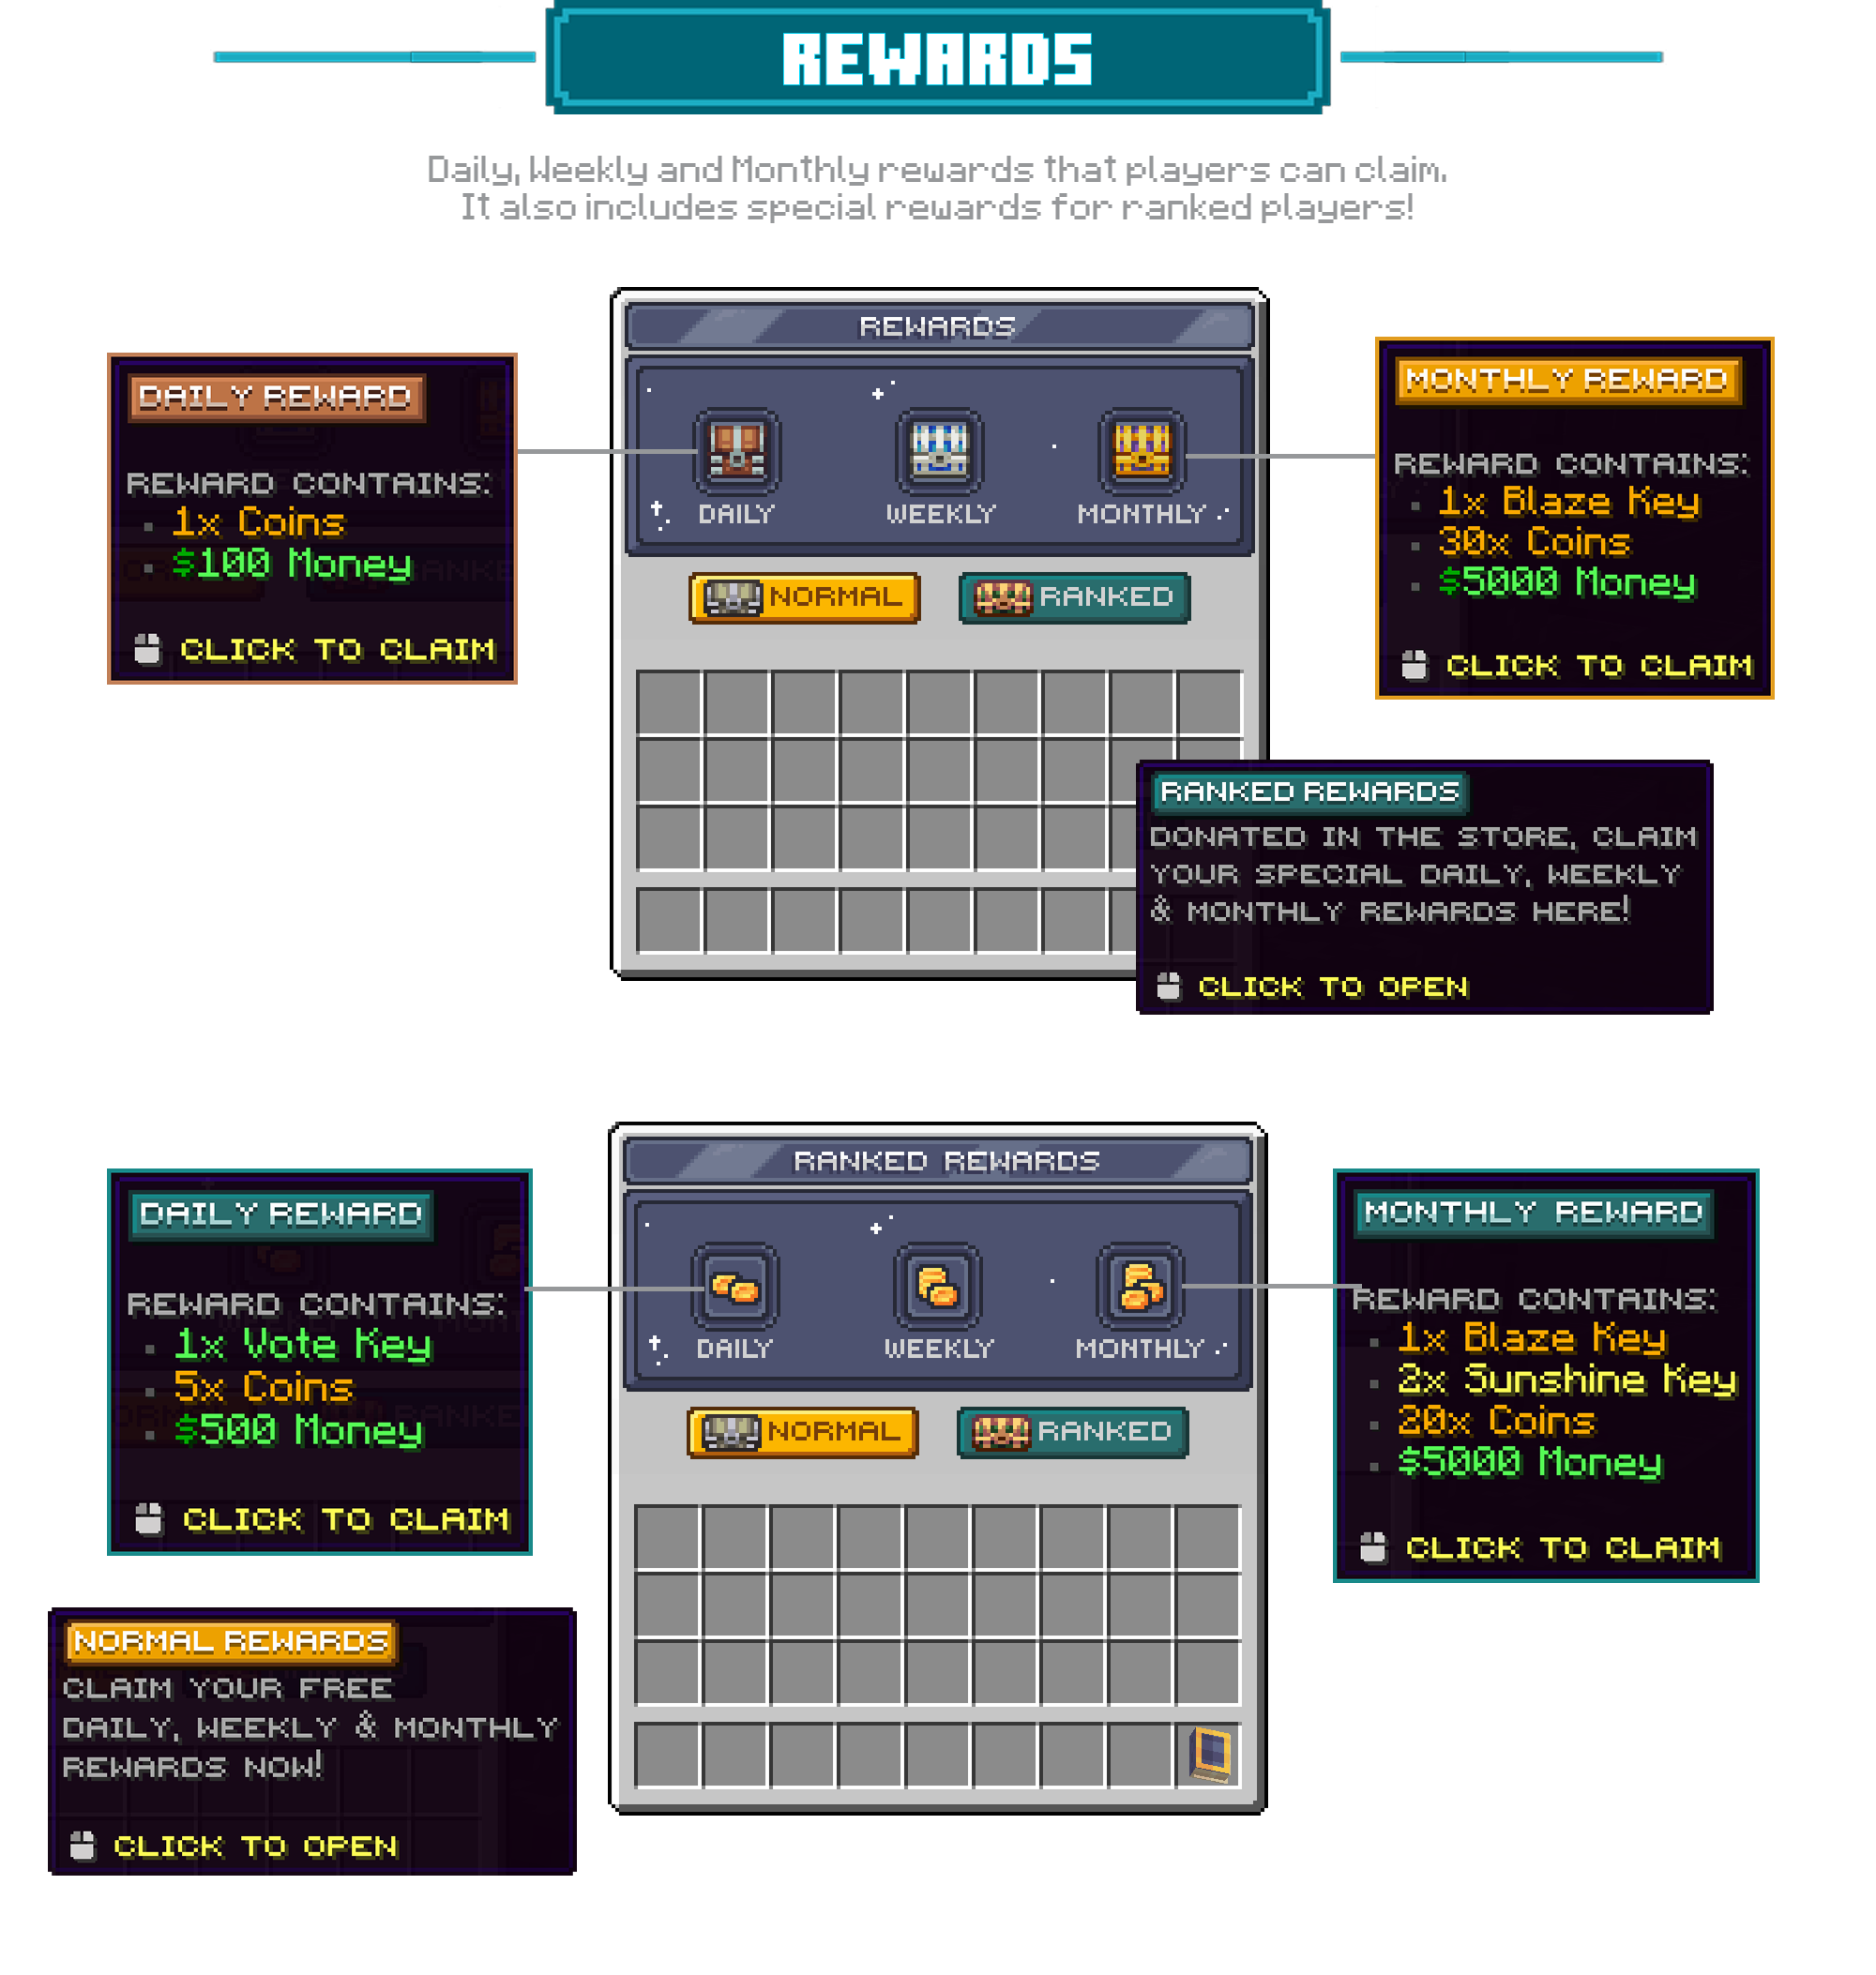 REWARDS
Daily, Weekly and Monthly rewards that players can claim.
It also includes special rewards for ranked players!
REWARDS
DAILY
WEEKLY
MONTHLY
NORMAL
RANKED
DAILY REWARD
REWARD CONTAINS:
1x Coins
$100 Money
CLICK TO CLAIM
MONTHLY REWARD
REWARD CONTAINS:
1x Blaze Key
30x Coins
$5000 Money
CLICK TO CLAIM
RANKED REWARDS
DONATED IN THE STORE, CLAIM
YOUR SPECIAL DAILY, WEEKLY
& MONTHLY REWARDS HERE!
CLICK TO OPEN
RANKED REWARDS
DAILY
WEEKLY
MONTHLY
NORMAL
RANKED
DAILY REWARD
REWARD CONTAINS:
1x Vote Key
5x Coins
$500 Money
CLICK TO CLAIM
MONTHLY REWARD
REWARD CONTAINS:
1x Blaze Key
2x Sunshine Key
20x Coins
$5000 Money
CLICK TO CLAIM
NORMAL REWARDS
CLAIM YOUR FREE
DAILY, WEEKLY & MONTHLY
REWARDS NOW!
CLICK TO OPEN